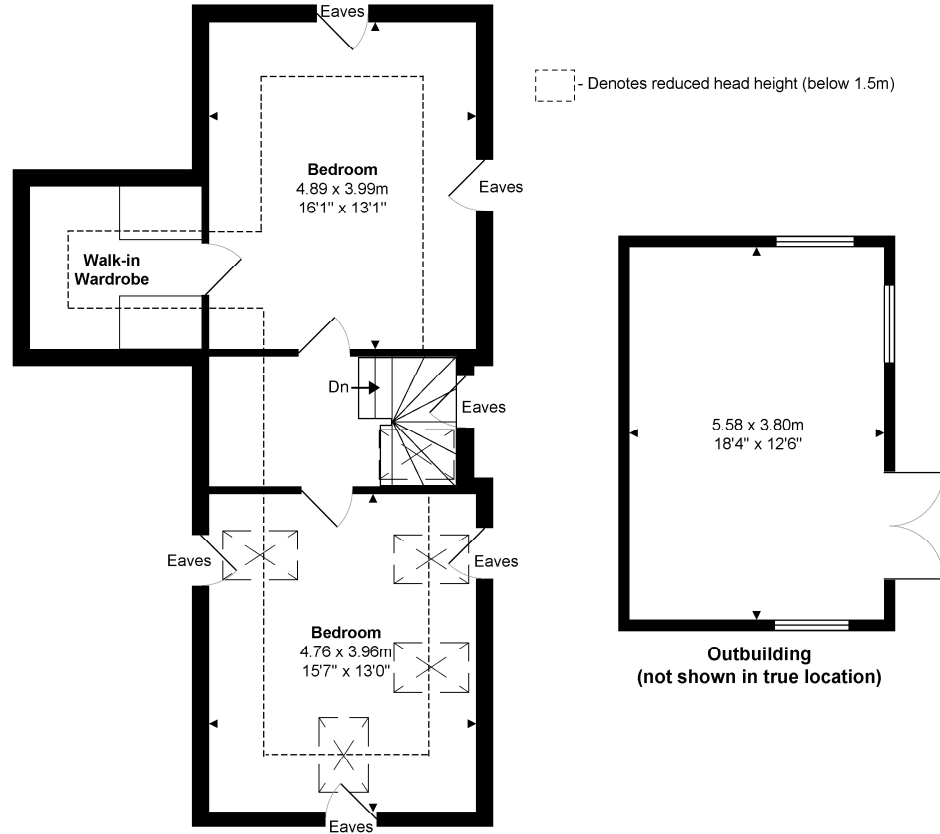 Eaves
- Denotes reduced head height (below 1.5m)
Bedroom
4.89 x 3.99m
16'1" x 13'1"
Eaves
Walk-in
Wardrobe
Dn
Eaves
5.58 x 3.80m
18'4" x 12'6"
Eaves
Eaves
Bedroom
4.76 x 3.96m
15'7" x 13'0"
Outbuilding
(not shown in true location)
Eaves